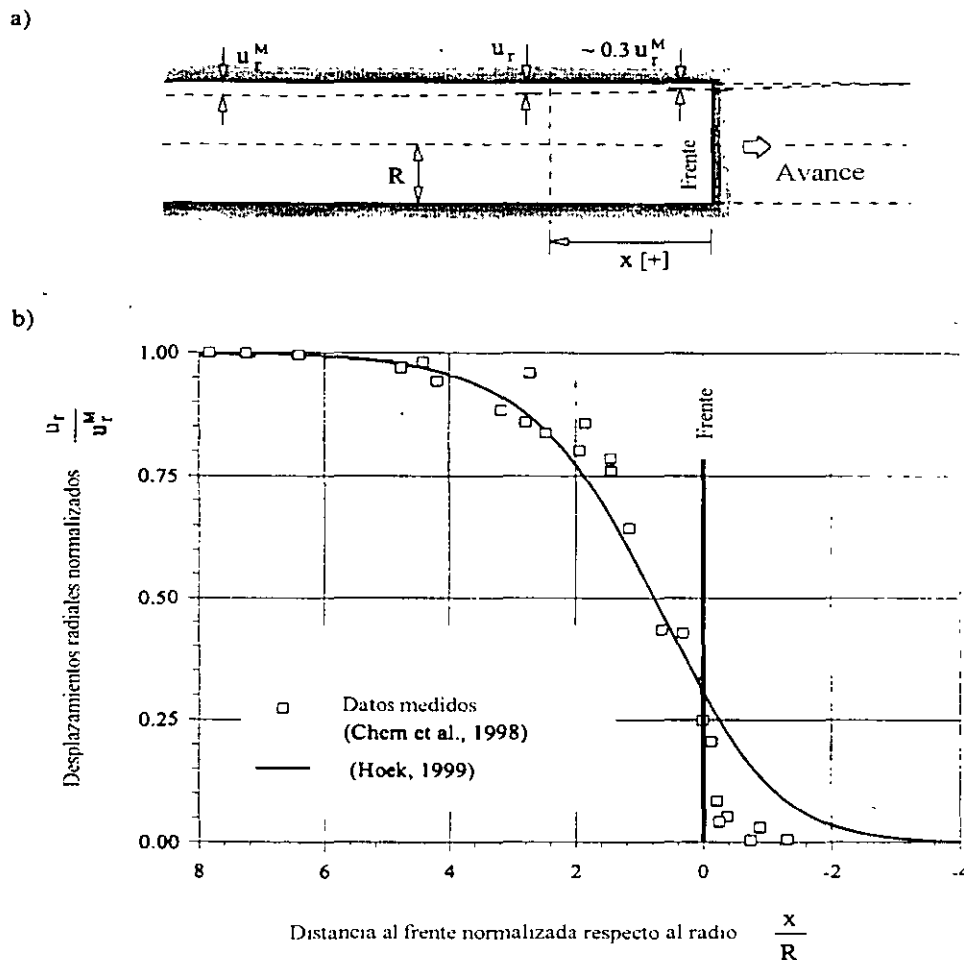 a)
u_r^M
u_r
~ 0.3 u_r^M
R
Frente
Avance
x [+]
b)
u_r / u_r^M
Desplazamientos radiales normalizados
1.00
0.75
0.50
0.25
0.00
Frente
Datos medidos
(Chern et al., 1998)
(Hoek, 1999)
8
6
4
2
0
-2
-4
Distancia al frente normalizada respecto al radio x / R